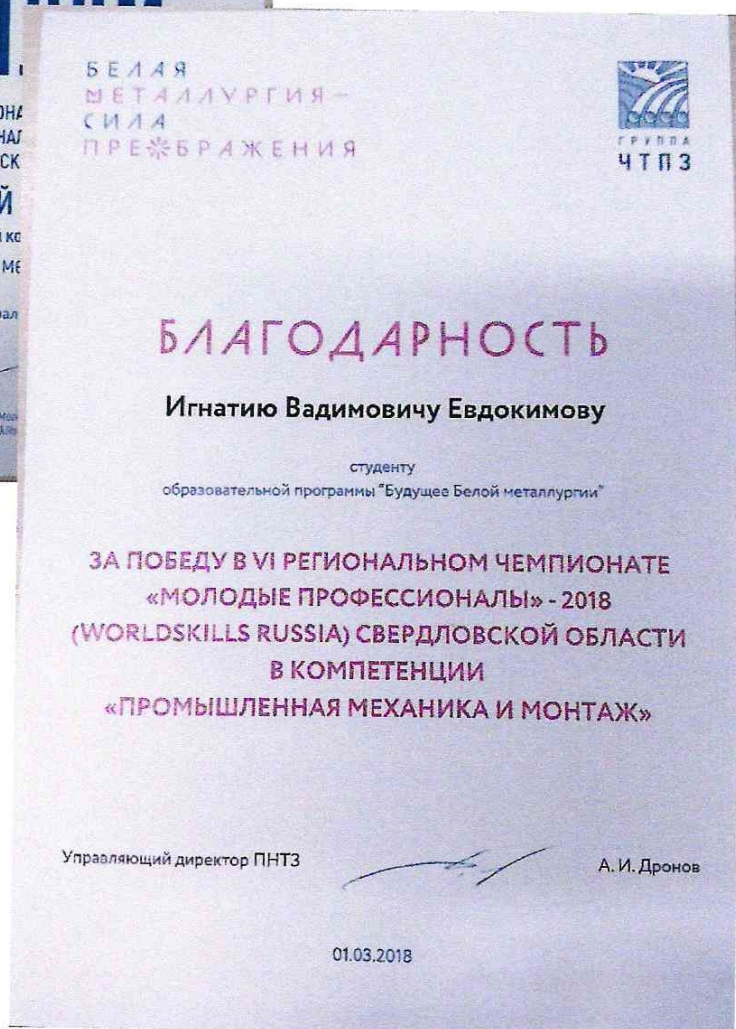 БЕЛАЯ
МЕТАЛЛУРГИЯ—
СИЛА
ПРЕОБРАЖЕНИЯ
ГРУППА
ЧТПЗ
БЛАГОДАРНОСТЬ
Игнатию Вадимовичу Евдокимову
студенту
образовательной программы "Будущее Белой металлургии"
ЗА ПОБЕДУ В VI РЕГИОНАЛЬНОМ ЧЕМПИОНАТЕ
«МОЛОДЫЕ ПРОФЕССИОНАЛЫ» - 2018
(WORLDSKILLS RUSSIA) СВЕРДЛОВСКОЙ ОБЛАСТИ
В КОМПЕТЕНЦИИ
«ПРОМЫШЛЕННАЯ МЕХАНИКА И МОНТАЖ»
Управляющий директор ПНТЗ
А. И. Дронов
01.03.2018